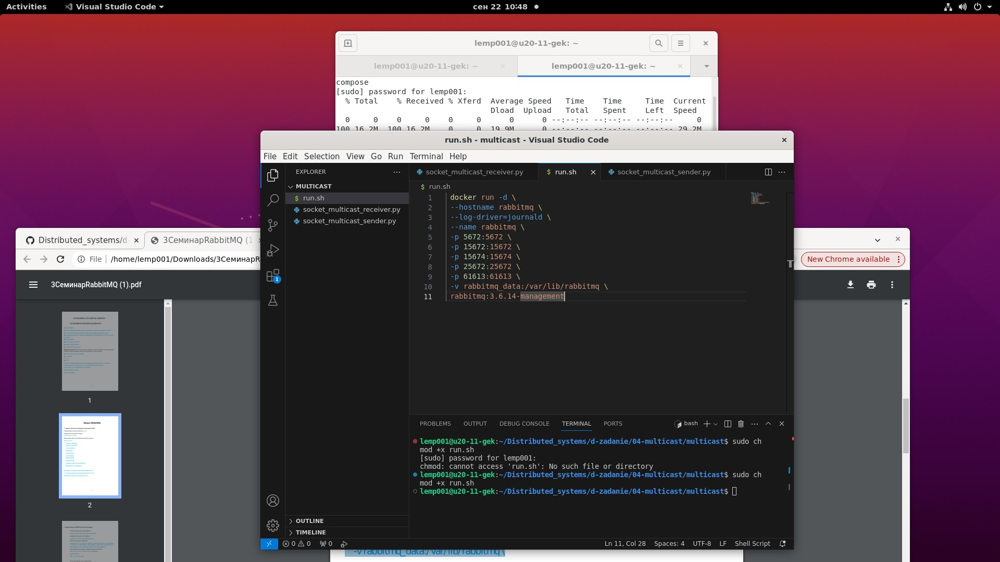 Activities
Visual Studio Code
сен 22 10:48
lemp001@u20-11-gek: ~
lemp001@u20-11-gek: ~
lemp001@u20-11-gek: ~
compose
[sudo] password for lemp001:
% Total % Received % Xferd Average Speed Time Time Time Current
Dload Upload Total Spent Left Speed
0 0 0 0 0 0 0 0 --:--:-- --:--:-- --:--:-- 0
100 16.2M 100 16.2M 0 0 19.9M 0 --:--:-- --:--:-- --:--:-- 29.2M
run.sh - multicast - Visual Studio Code
File Edit Selection View Go Run Terminal Help
EXPLORER
MULTICAST
$ run.sh
socket_multicast_receiver.py
socket_multicast_sender.py
OUTLINE
TIMELINE
1
socket_multicast_receiver.py
$ run.sh
socket_multicast_sender.py
$ run.sh
1 docker run -d \
2 --hostname rabbitmq \
3 --log-driver=journald \
4 --name rabbitmq \
5 -p 5672:5672 \
6 -p 15672:15672 \
7 -p 15674:15674 \
8 -p 25672:25672 \
9 -p 61613:61613 \
10 -v rabbitmq_data:/var/lib/rabbitmq \
11 rabbitmq:3.6.14-management
PROBLEMS OUTPUT DEBUG CONSOLE TERMINAL PORTS
bash
lemp001@u20-11-gek:~/Distributed_systems/d-zadanie/04-multicast/multicast$ sudo ch
mod +x run.sh
[sudo] password for lemp001:
chmod: cannot access 'run.sh': No such file or directory
lemp001@u20-11-gek:~/Distributed_systems/d-zadanie/04-multicast/multicast$ sudo ch
mod +x run.sh
lemp001@u20-11-gek:~/Distributed_systems/d-zadanie/04-multicast/multicast$
0 0 0
Ln 11, Col 28 Spaces: 4 UTF-8 LF Shell Script
Distributed_systems/d-
3СеминарRabbitMQ (1
File
/home/lemp001/Downloads/3СеминарR
New Chrome available
3СеминарRabbitMQ (1).pdf
Запуск RabbitMQ
1
2
-v rabbitmq_data:/var/lib/rabbitmq \